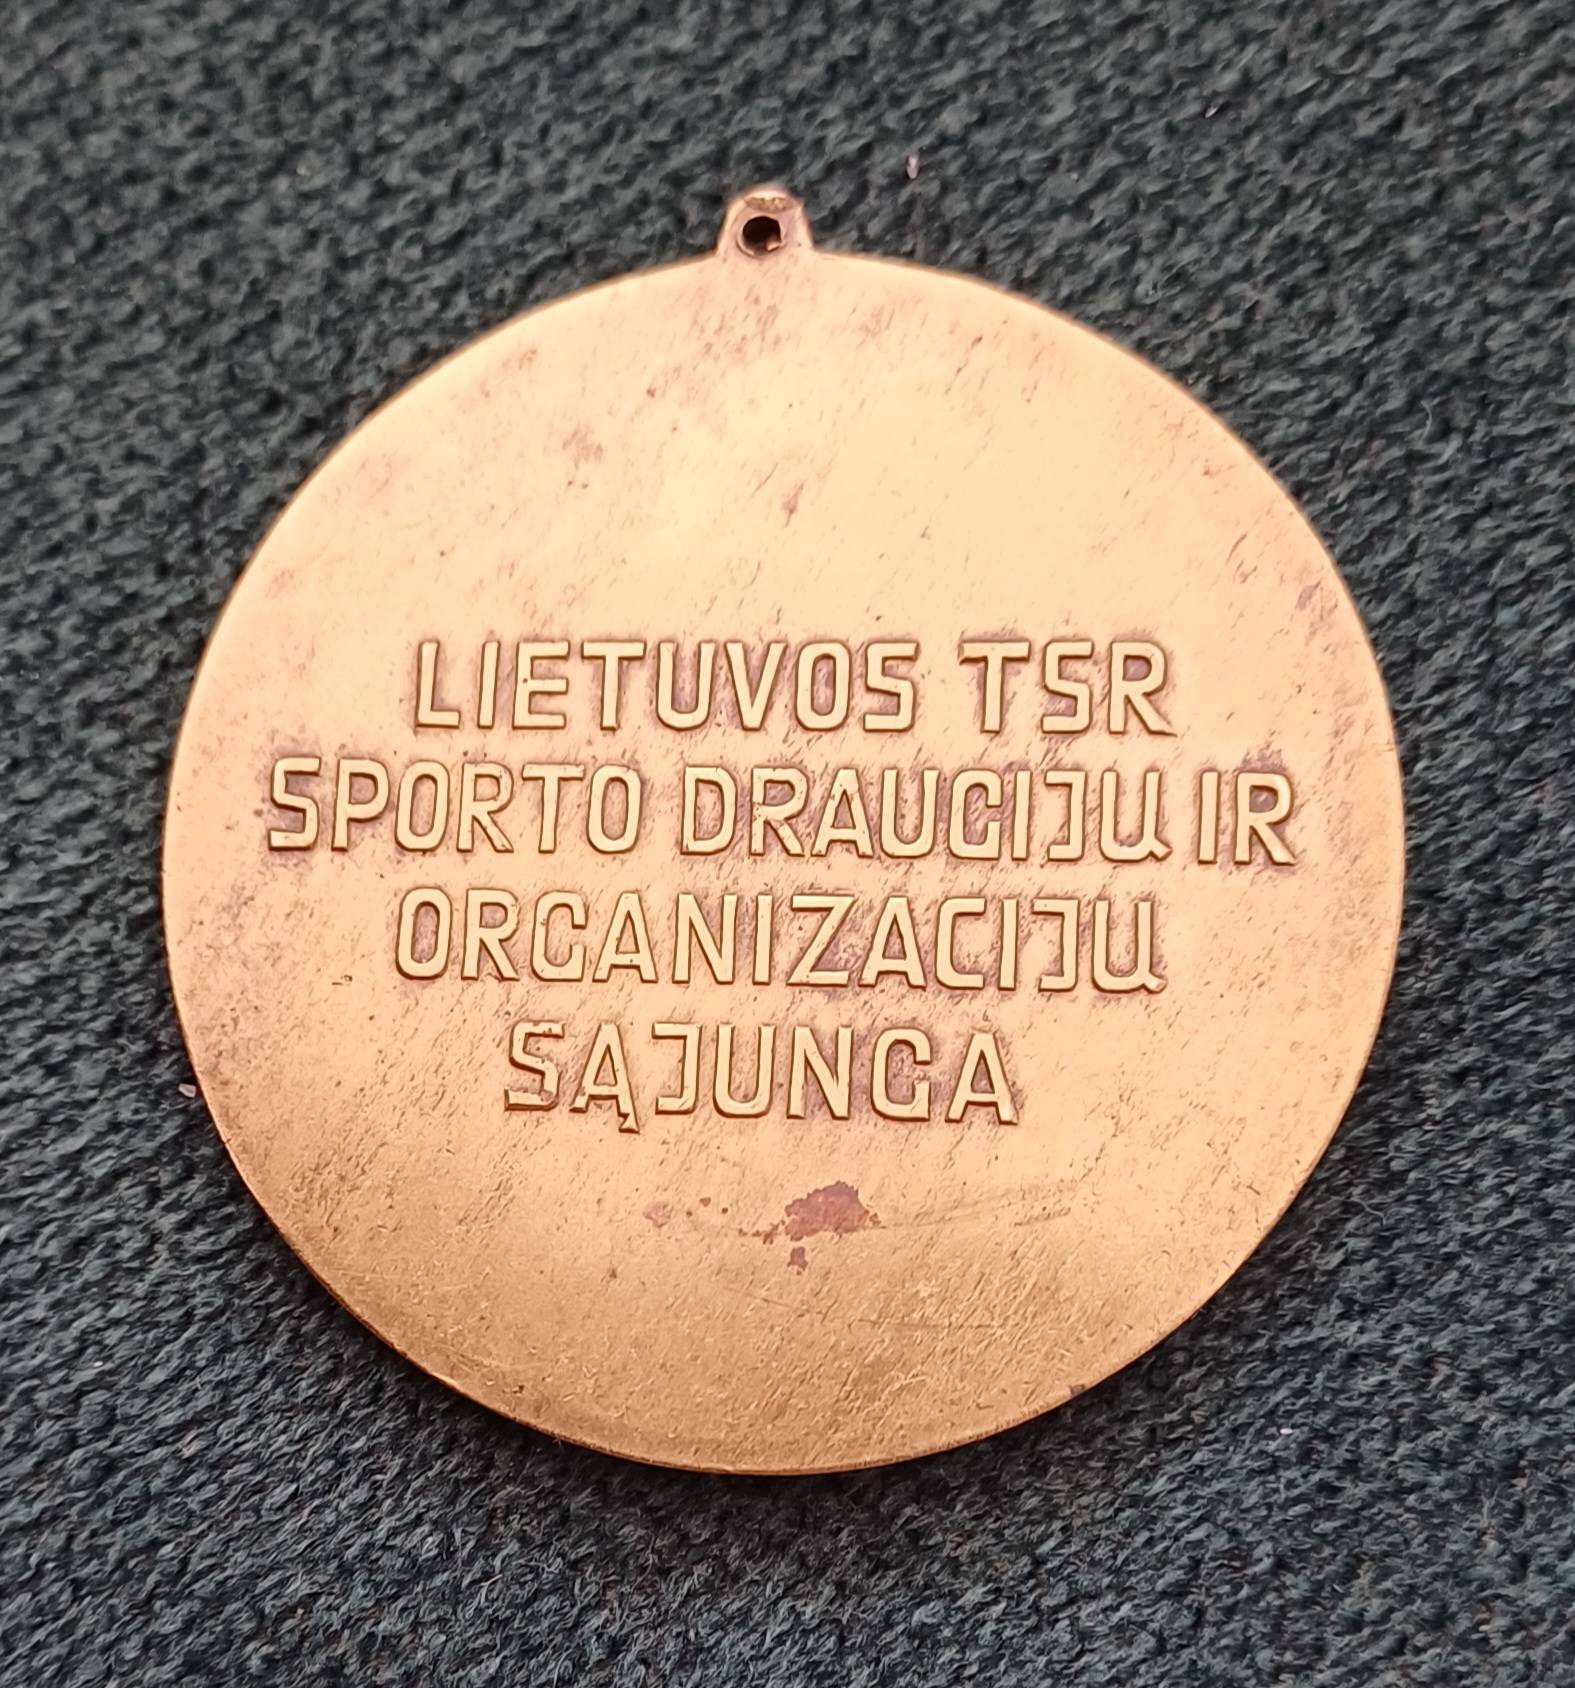 LIETUVOS TSR
SPORTO DRAUGIJŲ IR
ORGANIZACIJŲ
SĄJUNGA